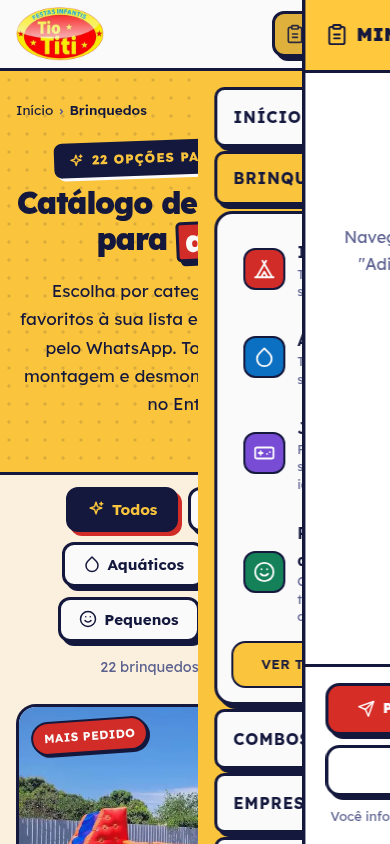 FESTAS INFANTIS
Tio
Titi
Início › Brinquedos
22 OPÇÕES PA
Catálogo de
para
Escolha por categ
favoritos à sua lista e
pelo WhatsApp. To
montagem e desmon
no Ent
Todos
Aquáticos
Pequenos
22 brinquedos
MAIS PEDIDO
INÍCIO
BRINQU
VER T
COMBOS
EMPRES
MIN
Naveg
"Adi
P
Você info